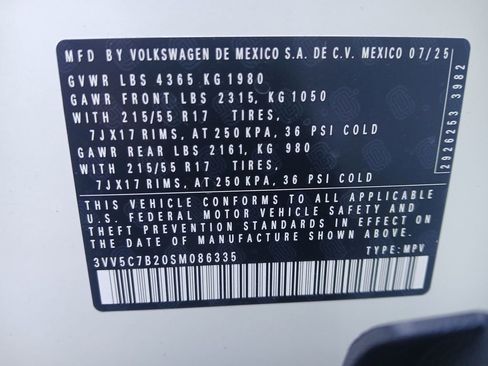 MFD BY VOLKSWAGEN DE MEXICO S.A. DE C.V. MEXICO 07/25
GVWR LBS 4365 KG 1980
GAWR FRONT LBS 2315, KG 1050
WITH 215/55 R17 TIRES,
7JX17 RIMS, AT 250 KPA, 36 PSI COLD
GAWR REAR LBS 2161, KG 980
WITH 215/55 R17 TIRES,
7JX17 RIMS, AT 250 KPA, 36 PSI COLD
THIS VEHICLE CONFORMS TO ALL APPLICABLE
U.S. FEDERAL MOTOR VEHICLE SAFETY AND
THEFT PREVENTION STANDARDS IN EFFECT ON
THE DATE OF MANUFACTURE SHOWN ABOVE.
3VV5C7B20SM086335 TYPE: MPV
2926253 3982